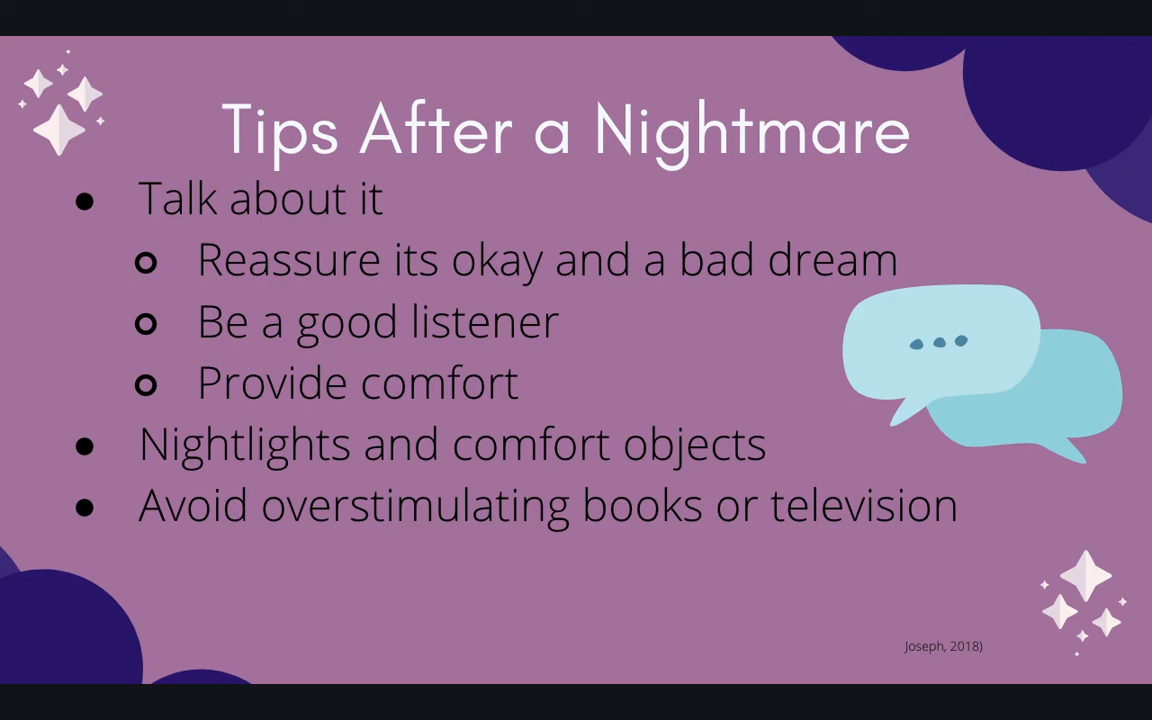 Tips After a Nightmare
● Talk about it
○ Reassure its okay and a bad dream
○ Be a good listener
○ Provide comfort
● Nightlights and comfort objects
● Avoid overstimulating books or television
Joseph, 2018)